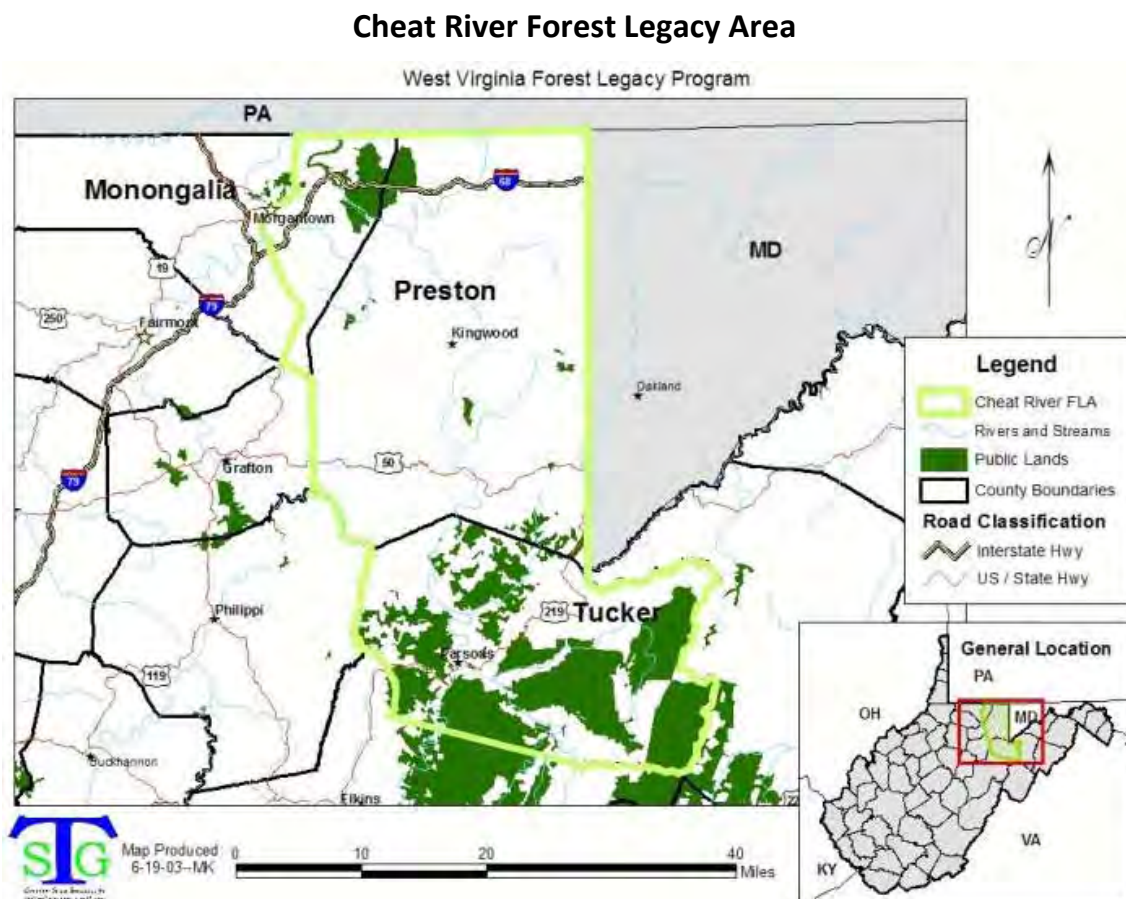 Cheat River Forest Legacy Area
West Virginia Forest Legacy Program
PA
Monongalia
68
Morgantown
MD
19
Preston
79
250
Fairmont
Kingwood
Legend
Oakland
Cheat River FLA
Rivers and Streams
50
Grafton
Public Lands
79
County Boundaries
Road Classification
Interstate Hwy
US / State Hwy
Philippi
219
Tucker
Parsons
General Location
119
PA
OH
MD
Buckhannon
Elkins
22
VA
KY
STG
Map Produced
6-19-03--MK
0
20
40
Miles